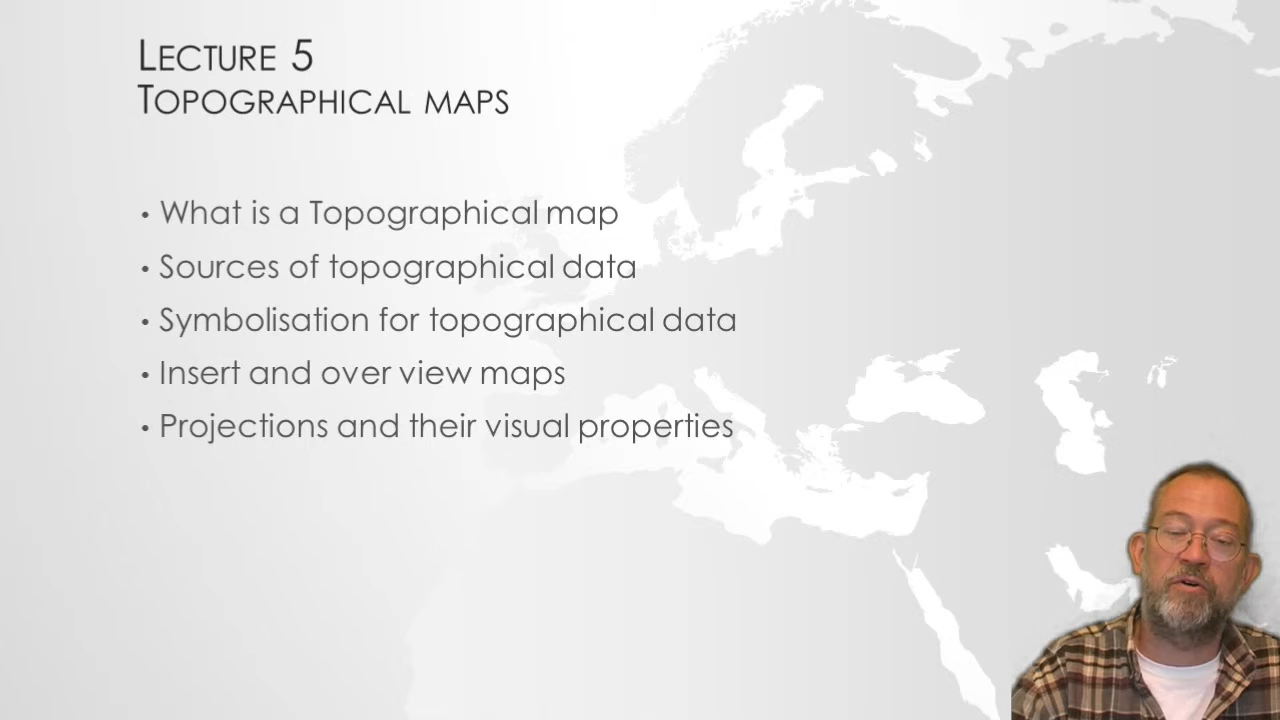 LECTURE 5
TOPOGRAPHICAL MAPS
• What is a Topographical map
• Sources of topographical data
• Symbolisation for topographical data
• Insert and over view maps
• Projections and their visual properties